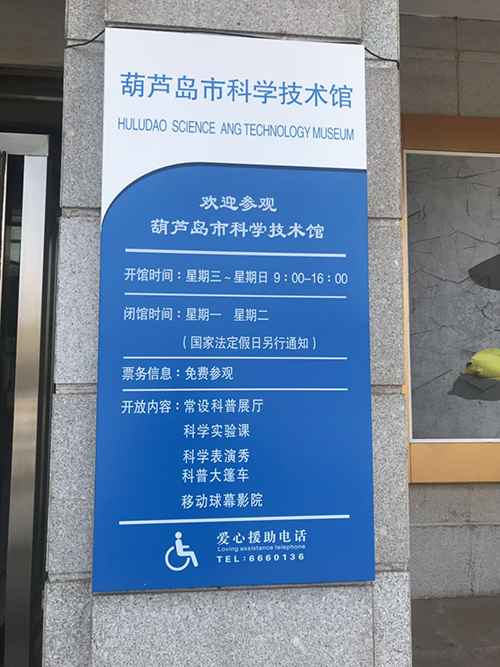 葫芦岛市科学技术馆
HULUDAO SCIENCE ANG TECHNOLOGY MUSEUM
欢迎参观
葫芦岛市科学技术馆
开馆时间：星期三～星期日 9：00-16：00
闭馆时间：星期一 星期二
（国家法定假日另行通知）
票务信息：免费参观
开放内容：常设科普展厅
科学实验课
科学表演秀
科普大篷车
移动球幕影院
爱心援助电话
Loving assistance telephone
TEL:6660136